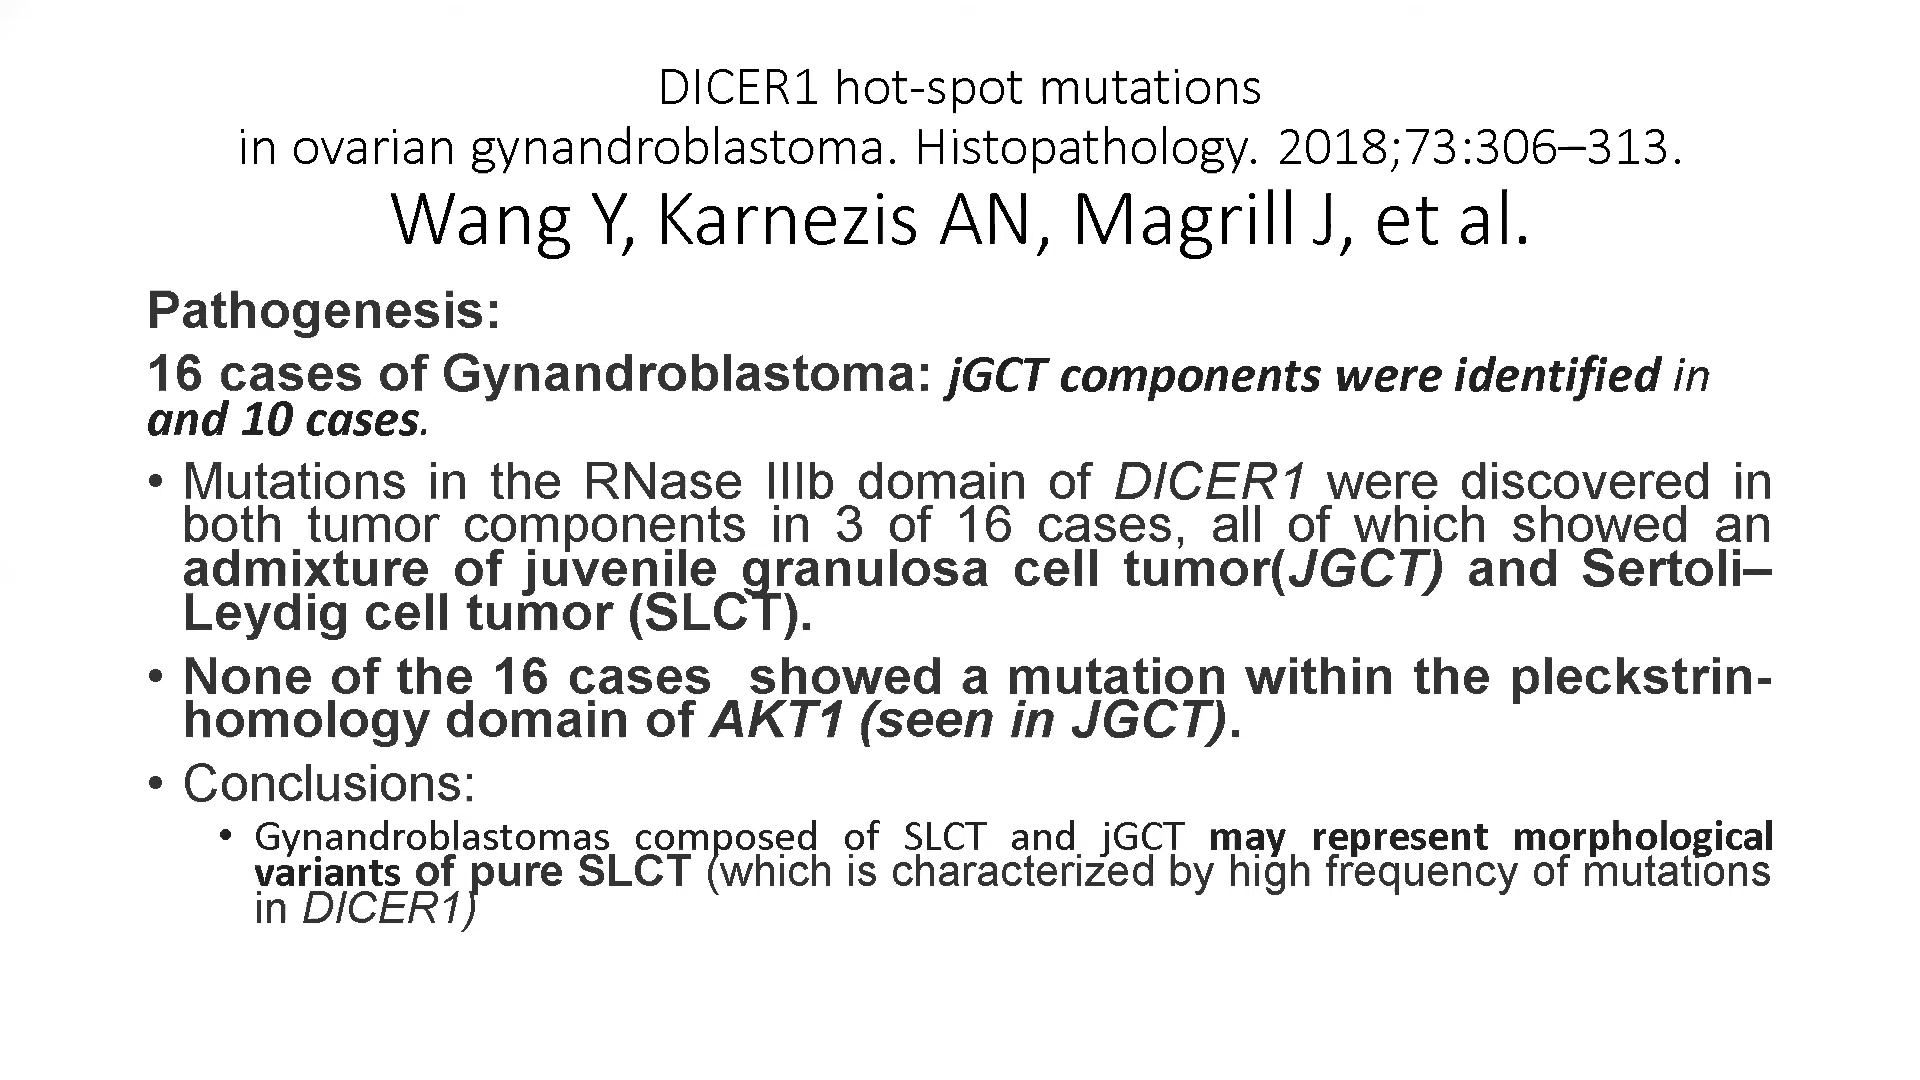 DICER1 hot-spot mutations
in ovarian gynandroblastoma. Histopathology. 2018;73:306–313.
Wang Y, Karnezis AN, Magrill J, et al.
Pathogenesis:
16 cases of Gynandroblastoma: jGCT components were identified in
and 10 cases.
• Mutations in the RNase IIIb domain of DICER1 were discovered in
both tumor components in 3 of 16 cases, all of which showed an
admixture of juvenile granulosa cell tumor(JGCT) and Sertoli–
Leydig cell tumor (SLCT).
• None of the 16 cases showed a mutation within the pleckstrin-
homology domain of AKT1 (seen in JGCT).
• Conclusions:
• Gynandroblastomas composed of SLCT and jGCT may represent morphological
variants of pure SLCT (which is characterized by high frequency of mutations
in DICER1)